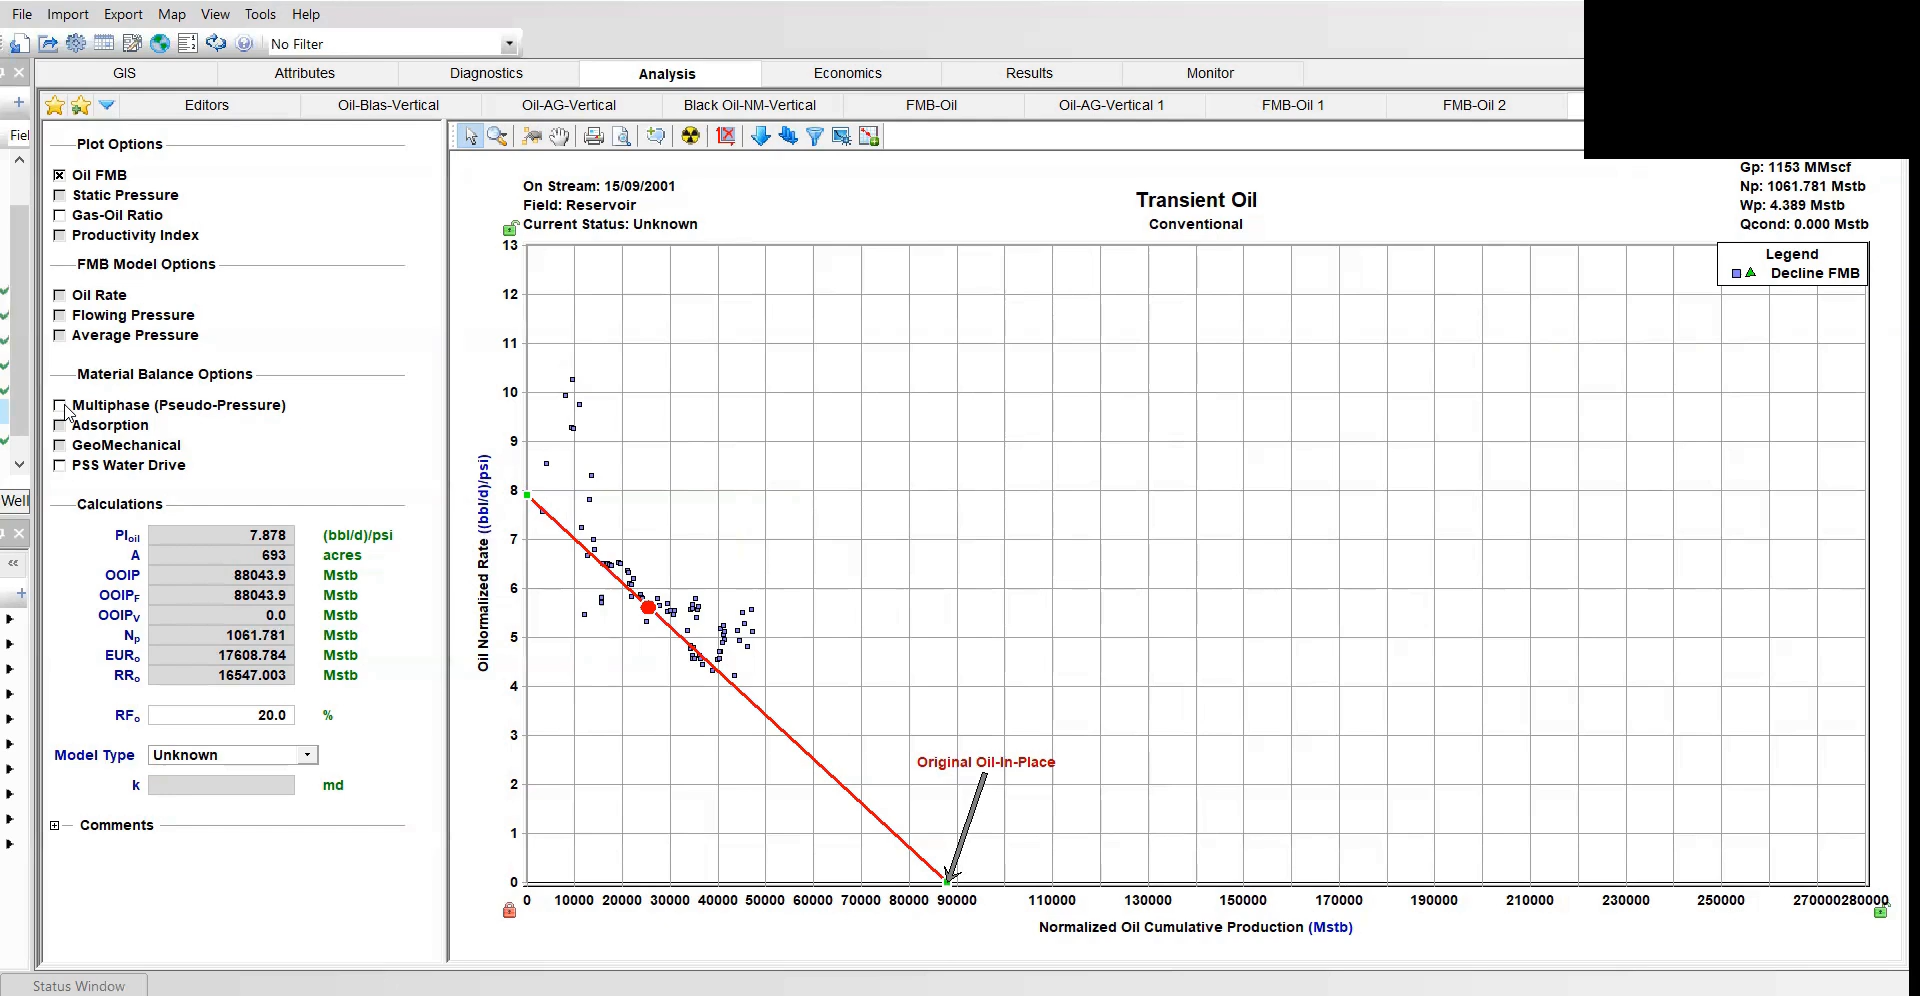 File Import Export Map View Tools Help
No Filter
GIS Attributes Diagnostics Analysis Economics Results Monitor
Editors Oil-Blas-Vertical Oil-AG-Vertical Black Oil-NM-Vertical FMB-Oil Oil-AG-Vertical 1 FMB-Oil 1 FMB-Oil 2
Fiel
Well
Plot Options
Oil FMB
Static Pressure
Gas-Oil Ratio
Productivity Index
FMB Model Options
Oil Rate
Flowing Pressure
Average Pressure
Material Balance Options
Multiphase (Pseudo-Pressure)
Adsorption
GeoMechanical
PSS Water Drive
Calculations
PIoil 7.878 (bbl/d)/psi
A 693 acres
OOIP 88043.9 Mstb
OOIPF 88043.9 Mstb
OOIPV 0.0 Mstb
Np 1061.781 Mstb
EURo 17608.784 Mstb
RRo 16547.003 Mstb
RFo 20.0 %
Model Type Unknown
k md
Comments
On Stream: 15/09/2001
Field: Reservoir
Current Status: Unknown
Transient Oil
Conventional
Gp: 1153 MMscf
Np: 1061.781 Mstb
Wp: 4.389 Mstb
Qcond: 0.000 Mstb
Legend
Decline FMB
13
12
11
10
9
8
7
6
5
4
3
2
1
0
Oil Normalized Rate ((bbl/d)/psi)
Original Oil-In-Place
0 10000 20000 30000 40000 50000 60000 70000 80000 90000 110000 130000 150000 170000 190000 210000 230000 250000 270000 280000
Normalized Oil Cumulative Production (Mstb)
Status Window